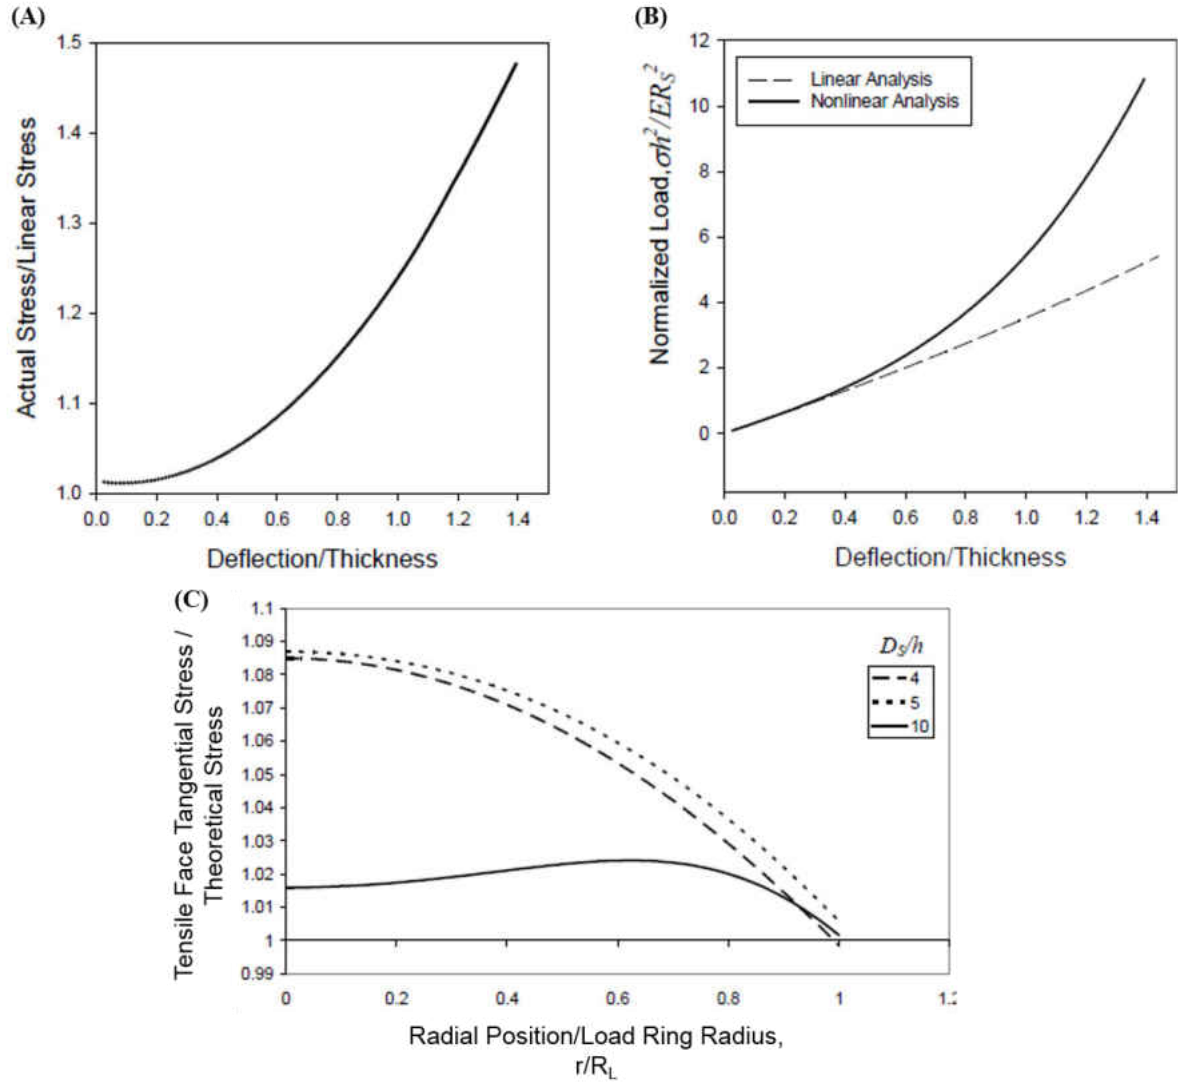 (A)
1.5
1.4
1.3
1.2
1.1
1.0
0.0 0.2 0.4 0.6 0.8 1.0 1.2 1.4
Actual Stress/Linear Stress
Deflection/Thickness
(B)
12
10
8
6
4
2
0
0.0 0.2 0.4 0.6 0.8 1.0 1.2 1.4
Normalized Load, σh²/ER_S²
Linear Analysis
Nonlinear Analysis
Deflection/Thickness
(C)
1.1
1.09
1.08
1.07
1.06
1.05
1.04
1.03
1.02
1.01
1
0.99
0 0.2 0.4 0.6 0.8 1 1.2
Tensile Face Tangential Stress /
Theoretical Stress
D_S/h
4
5
10
Radial Position/Load Ring Radius,
r/R_L